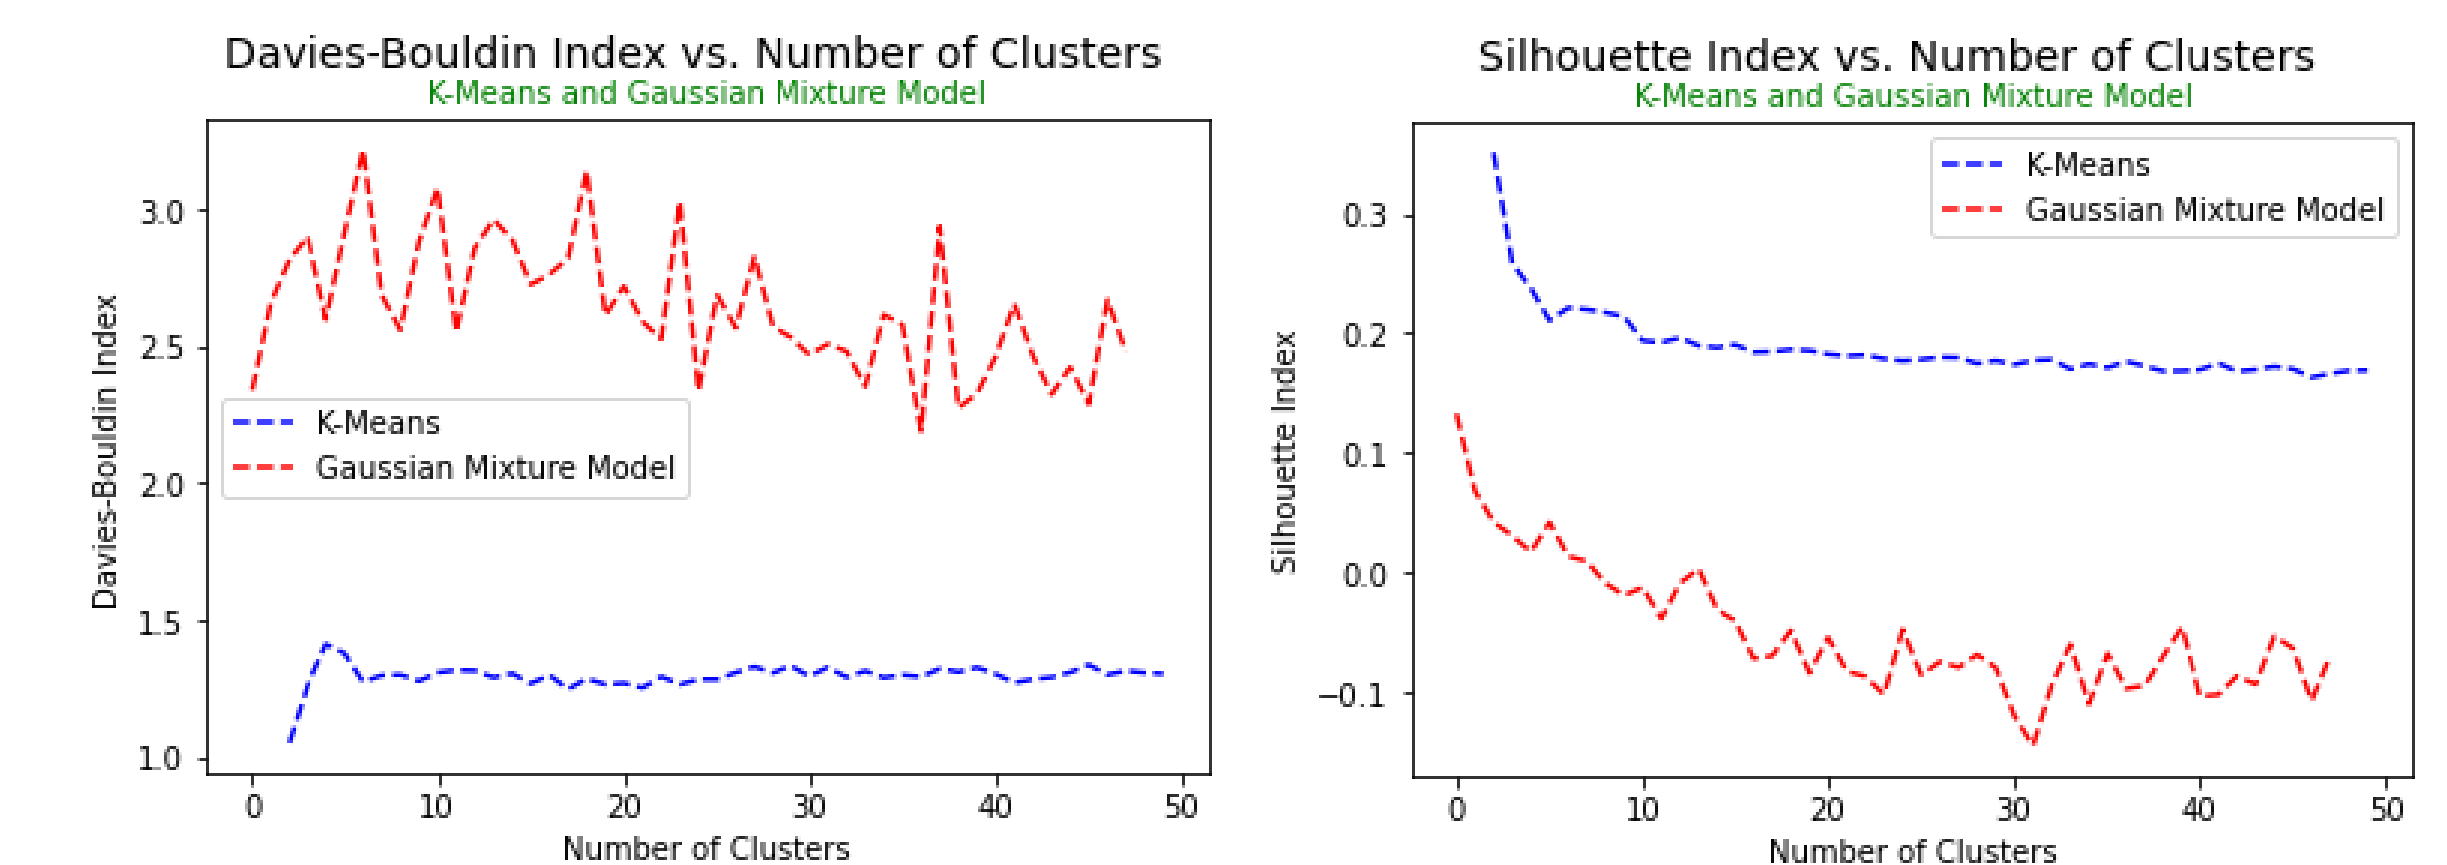 Davies-Bouldin Index vs. Number of Clusters
K-Means and Gaussian Mixture Model
Davies-Bouldin Index
3.0
2.5
2.0
1.5
1.0
K-Means
Gaussian Mixture Model
0 10 20 30 40 50
Number of Clusters
Silhouette Index vs. Number of Clusters
K-Means and Gaussian Mixture Model
Silhouette Index
0.3
0.2
0.1
0.0
−0.1
K-Means
Gaussian Mixture Model
0 10 20 30 40 50
Number of Clusters